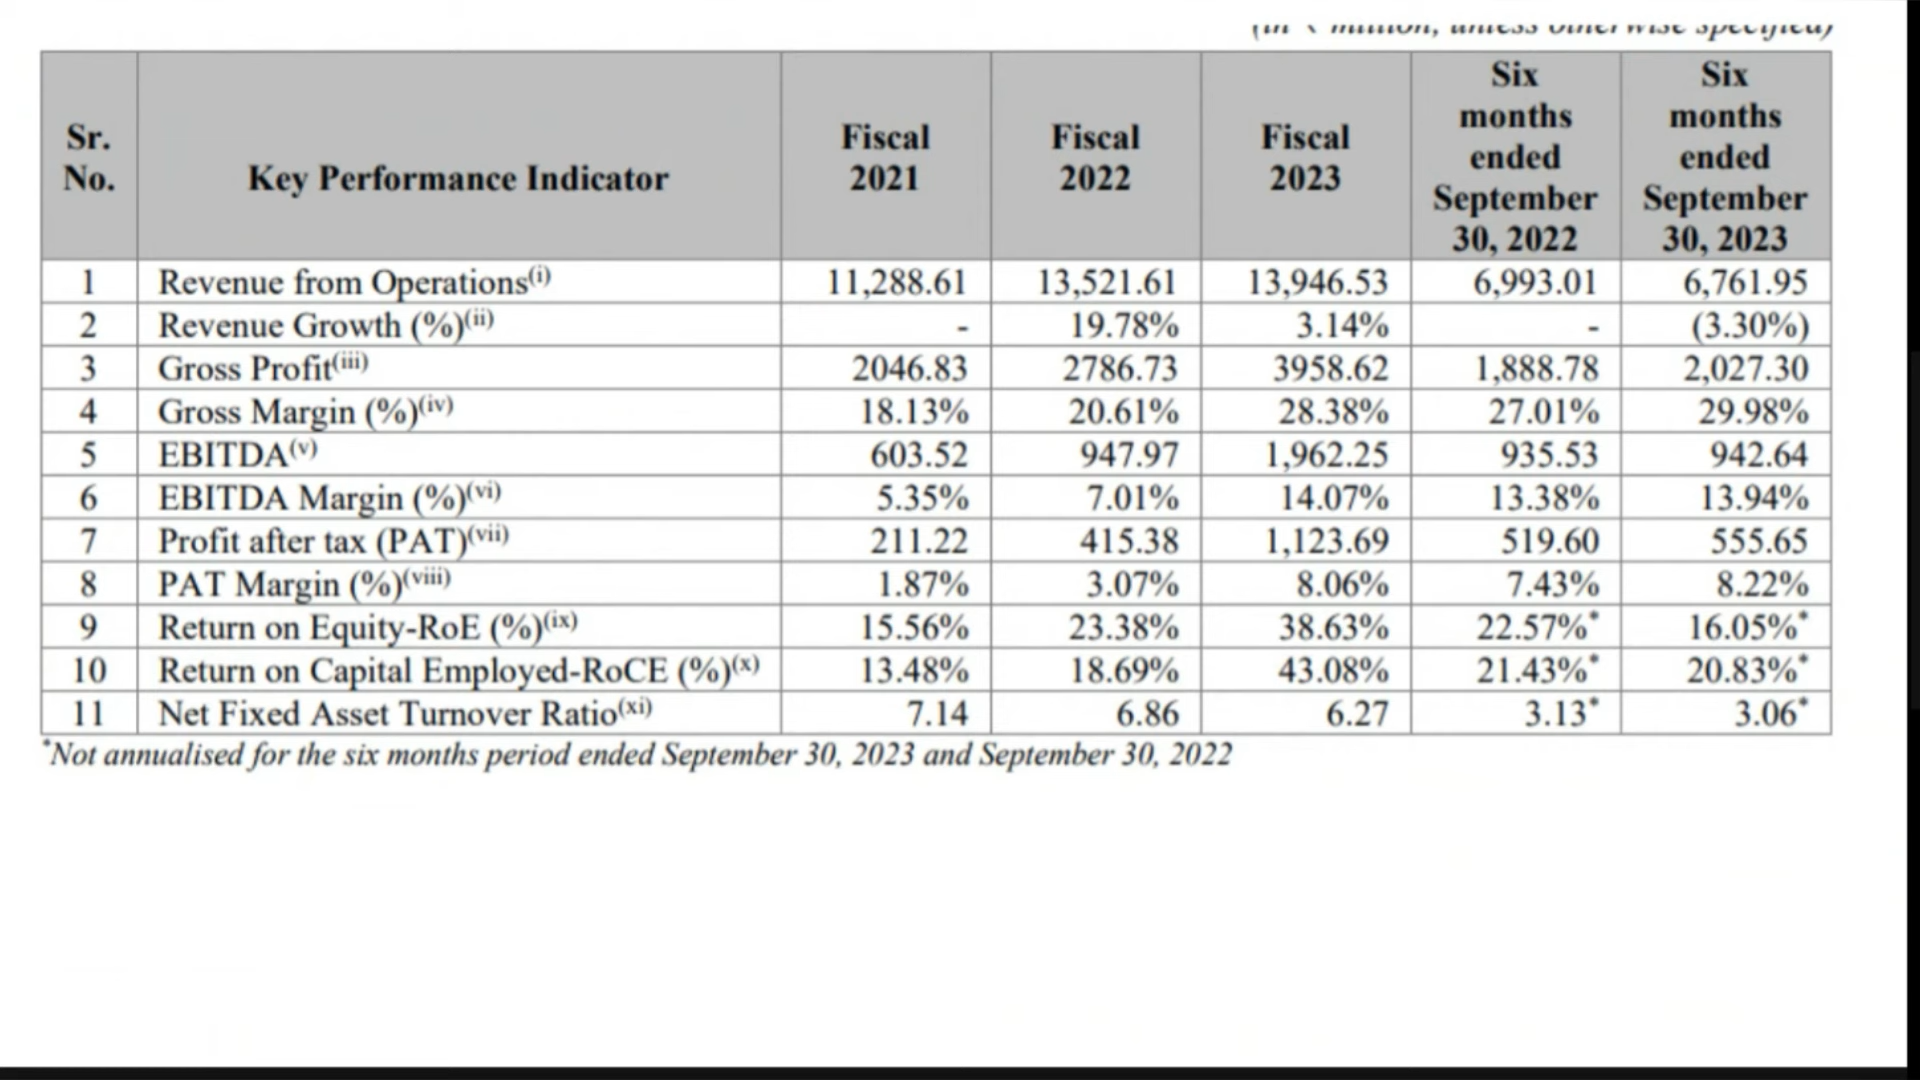 (in ₹ million, unless otherwise specified)
Sr. No. Key Performance Indicator Fiscal 2021 Fiscal 2022 Fiscal 2023 Six months ended September 30, 2022 Six months ended September 30, 2023
1 Revenue from Operations(i) 11,288.61 13,521.61 13,946.53 6,993.01 6,761.95
2 Revenue Growth (%)(ii) - 19.78% 3.14% - (3.30%)
3 Gross Profit(iii) 2046.83 2786.73 3958.62 1,888.78 2,027.30
4 Gross Margin (%)(iv) 18.13% 20.61% 28.38% 27.01% 29.98%
5 EBITDA(v) 603.52 947.97 1,962.25 935.53 942.64
6 EBITDA Margin (%)(vi) 5.35% 7.01% 14.07% 13.38% 13.94%
7 Profit after tax (PAT)(vii) 211.22 415.38 1,123.69 519.60 555.65
8 PAT Margin (%)(viii) 1.87% 3.07% 8.06% 7.43% 8.22%
9 Return on Equity-RoE (%)(ix) 15.56% 23.38% 38.63% 22.57%* 16.05%*
10 Return on Capital Employed-RoCE (%)(x) 13.48% 18.69% 43.08% 21.43%* 20.83%*
11 Net Fixed Asset Turnover Ratio(xi) 7.14 6.86 6.27 3.13* 3.06*
*Not annualised for the six months period ended September 30, 2023 and September 30, 2022